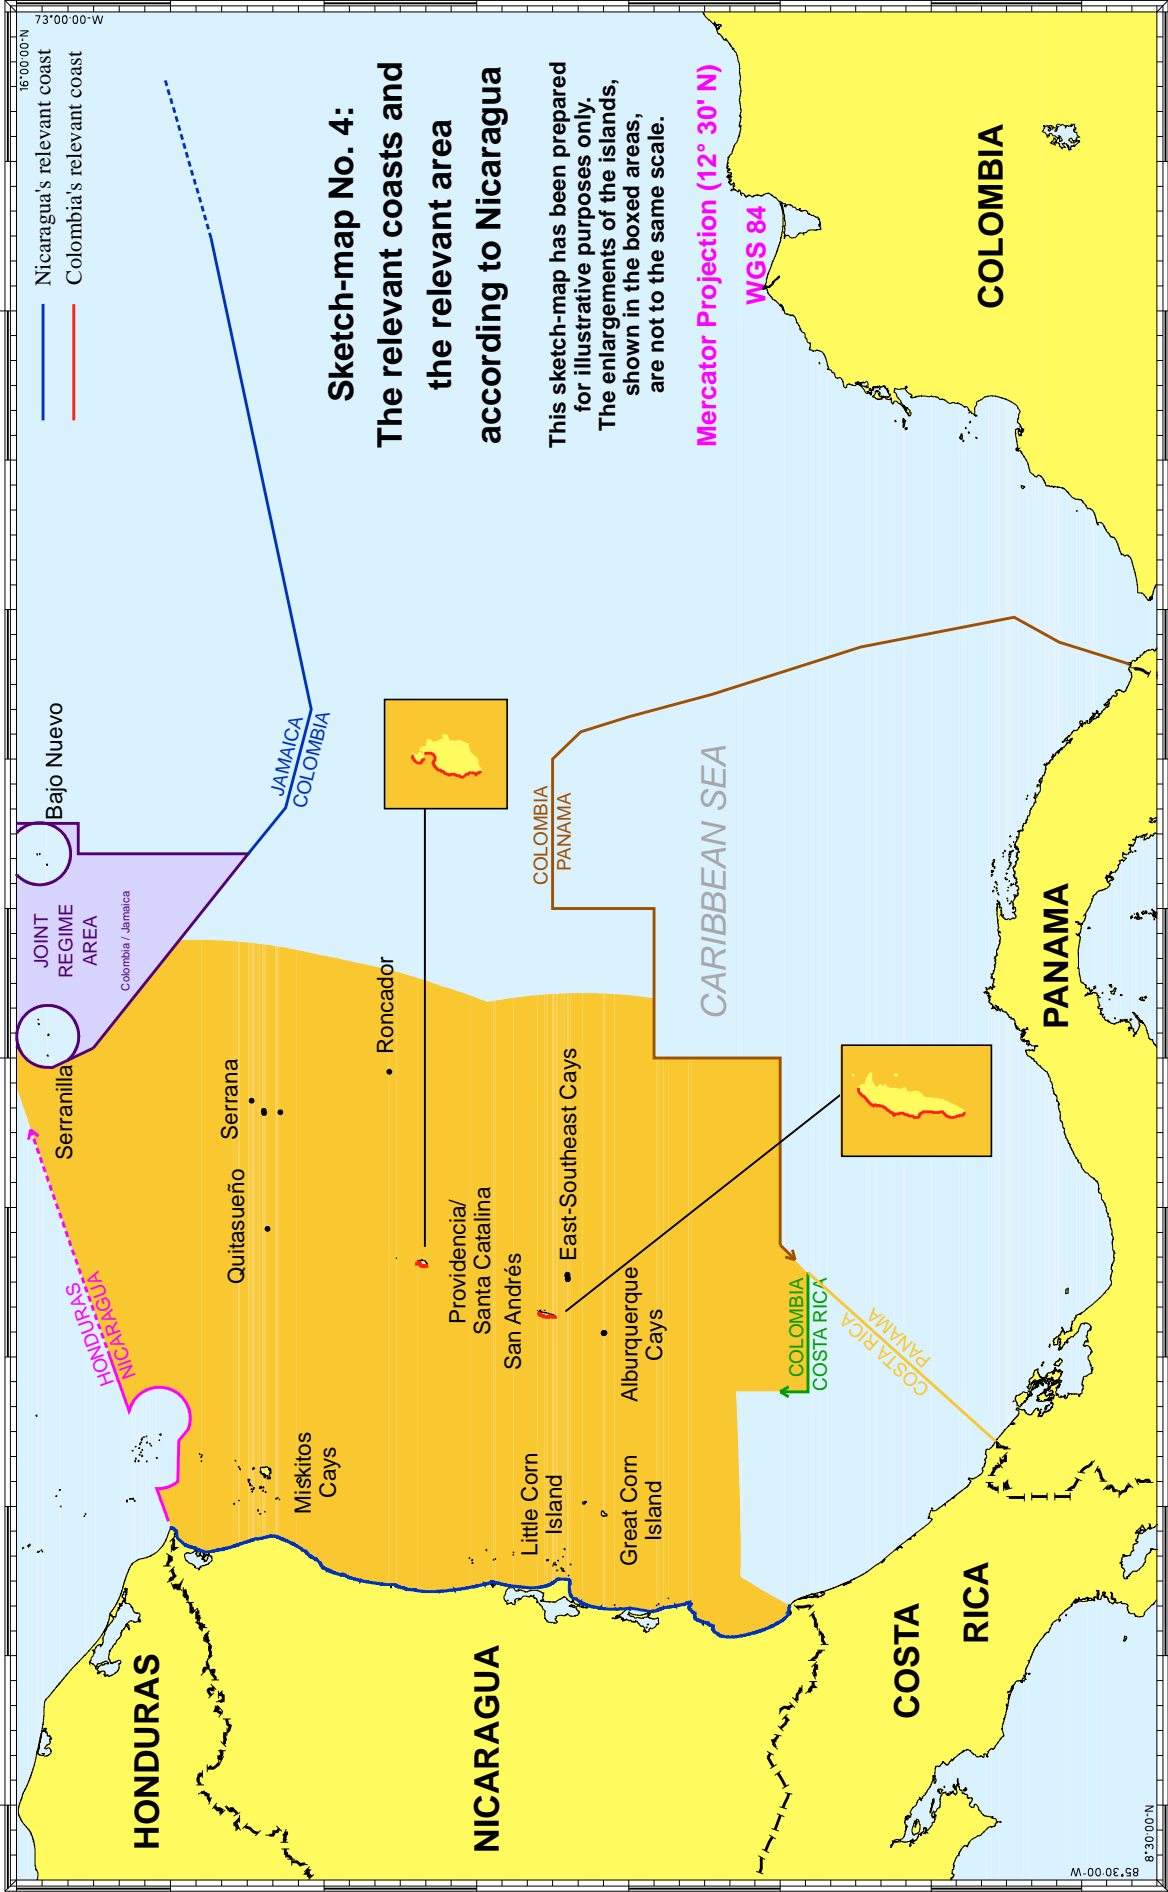 Sketch-map No. 4:
The relevant coasts and
the relevant area
according to Nicaragua
This sketch-map has been prepared
for illustrative purposes only.
The enlargements of the islands,
shown in the boxed areas,
are not to the same scale.
Mercator Projection (12° 30' N)
WGS 84
Nicaragua's relevant coast
Colombia's relevant coast
16°00'00"N
73°00'00"W
HONDURAS
NICARAGUA
COSTA
RICA
PANAMA
COLOMBIA
CARIBBEAN SEA
HONDURAS
NICARAGUA
Serranilla
JOINT
REGIME
AREA
Colombia / Jamaica
Bajo Nuevo
JAMAICA
COLOMBIA
Quitasueño
Serrana
Roncador
Miskitos
Cays
Providencia/
Santa Catalina
San Andrés
East-Southeast Cays
Alburquerque
Cays
Little Corn
Island
Great Corn
Island
COLOMBIA
PANAMA
COLOMBIA
COSTA RICA
COSTA RICA
PANAMA
8°30'00"N
85°30'00"W